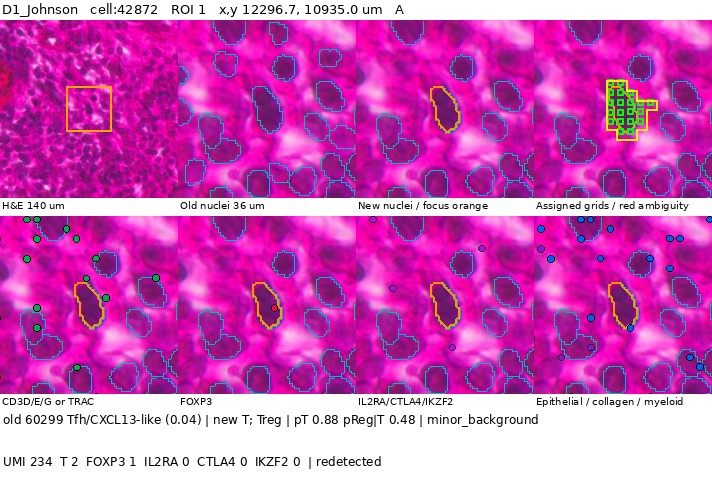 D1_Johnson cell:42872 ROI 1 x,y 12296.7, 10935.0 um A
H&E 140 um
Old nuclei 36 um
New nuclei / focus orange
Assigned grids / red ambiguity
CD3D/E/G or TRAC
FOXP3
IL2RA/CTLA4/IKZF2
Epithelial / collagen / myeloid
old 60299 Tfh/CXCL13-like (0.04) | new T; Treg | pT 0.88 pReg|T 0.48 | minor_background
UMI 234 T 2 FOXP3 1 IL2RA 0 CTLA4 0 IKZF2 0 | redetected